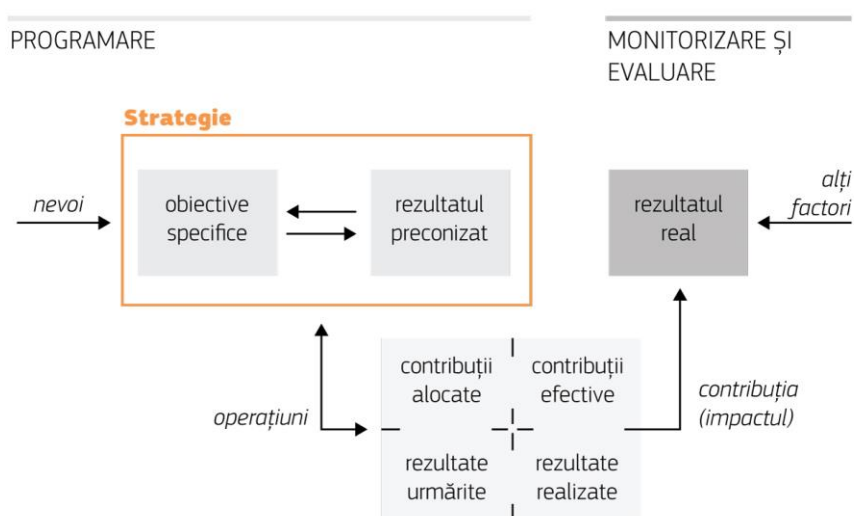 PROGRAMARE
MONITORIZARE ȘI
EVALUARE
Strategie
nevoi
obiective
specifice
rezultatul
preconizat
rezultatul
real
alți
factori
operațiuni
contribuții
alocate
contribuții
efective
rezultate
urmărite
rezultate
realizate
contribuția
(impactul)